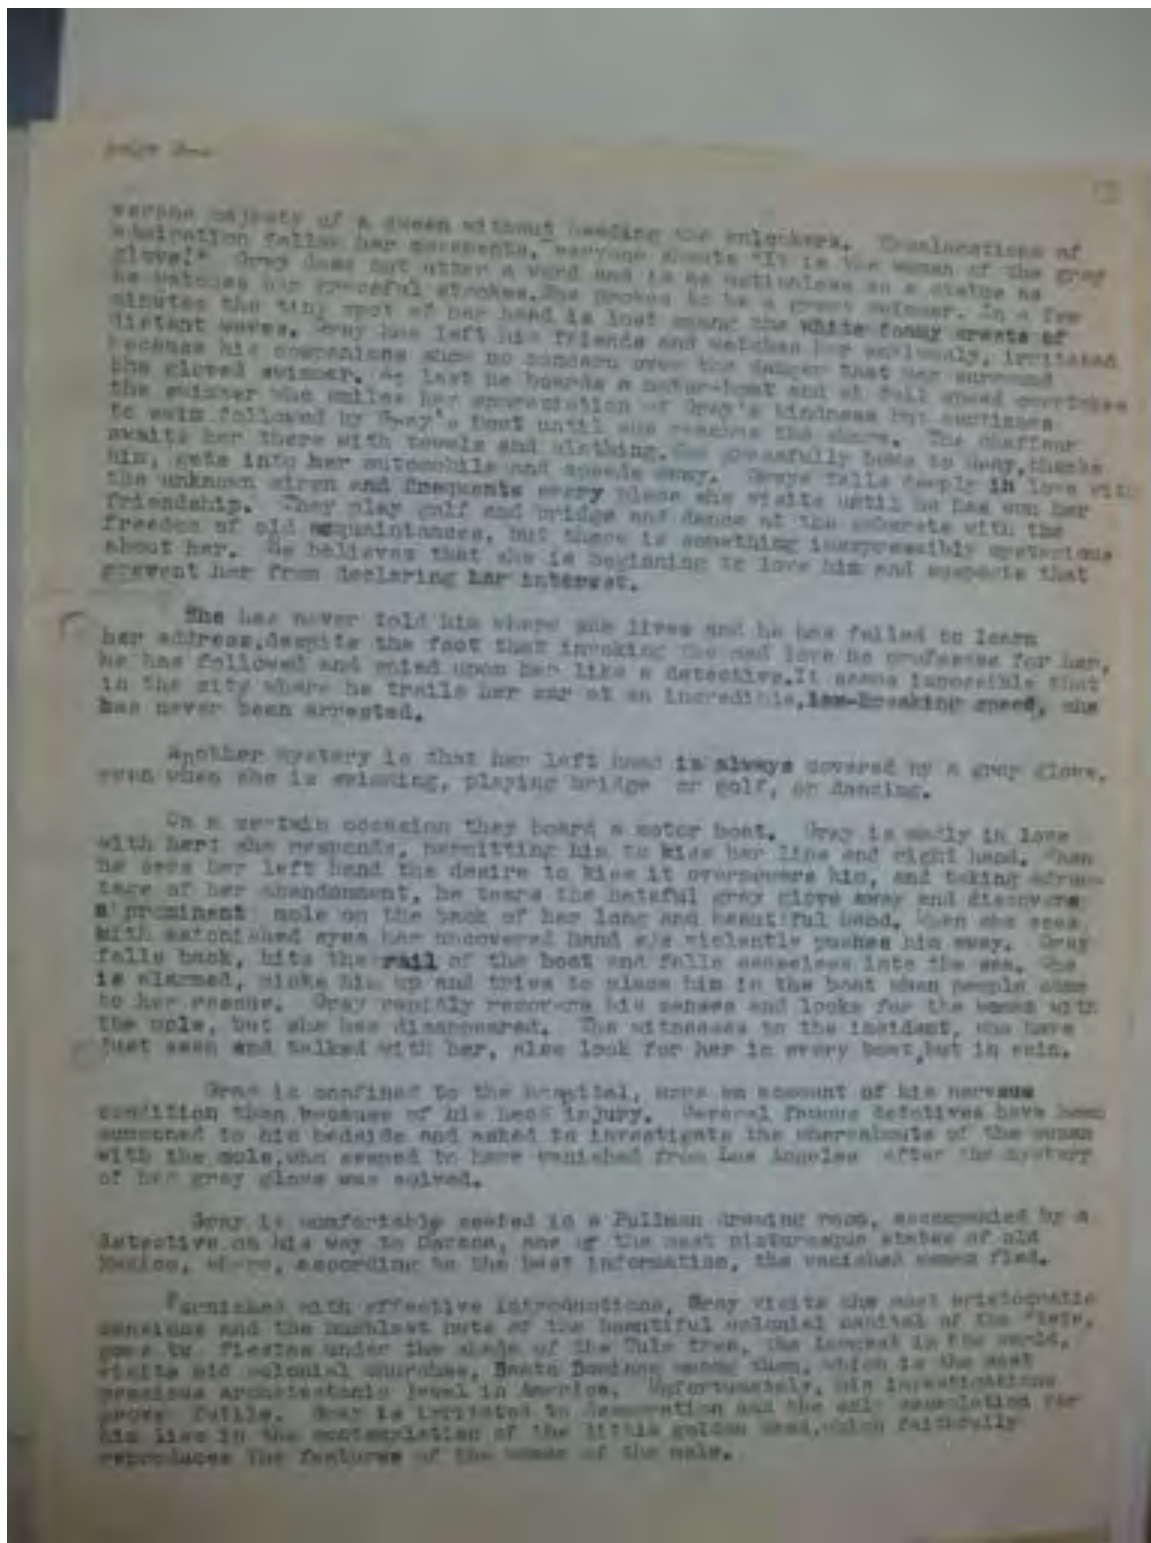 serene majesty of a queen without heeding the onlookers. of
admiration follow her movements, everyone shouts "It is the woman of the gray
glove!" Gray does not utter a word and is as motionless as a statue as
he watches her graceful strokes. She proves to be a great swimmer. In a few
minutes the tiny spot of her head is lost among the white foamy crests of
distant waves. Gray has left his friends and watches her anxiously, irritated
because his companions show no concern over the danger that may surround
the gloved swimmer. At last he boards a motor-boat and at full speed overtakes
the swimmer who smiles her appreciation of Gray's kindness but continues
to swim followed by Gray's boat until she reaches the shore. The chaffeur
awaits her there with towels and clothing. She gracefully bows to Gray, thanks
him, gets into her automobile and speeds away. Grays falls deeply in love with
the unknown siren and frequents every place she visits until he has won her
friendship. They play golf and bridge and dance at the cabarets with the
freedom of old acquaintances, but there is something inexpressibly mysterious
about her. He believes that she is beginning to love him and suspects that
prevent her from declaring her interest.
She has never told him where she lives and he has failed to learn
her address, despite the fact that invoking the mad love he professes for her,
he has followed and spied upon her like a detective. It seems impossible that
in the city where he trails her car at an incredible, law-breaking speed, she
has never been arrested.
Another mystery is that her left hand is always covered by a gray glove,
even when she is swimming, playing bridge or golf, or dancing.
On a certain occasion they board a motor boat. Gray is madly in love
with her; she responds, permitting him to kiss her lips and right hand. When
he sees her left hand the desire to kiss it overpowers him, and taking advan-
tage of her abandonment, he tears the hateful gray glove away and discovers
a prominent mole on the back of her long and beautiful hand. When she sees
with astonished eyes her uncovered hand she violently pushes him away. Gray
falls back, hits the rail of the boat and falls senseless into the sea. She
is alarmed, picks him up and tries to place him in the boat when people come
to her rescue. Gray rapidly recovers his senses and looks for the woman with
the mole, but she has disappeared. The witnesses to the incident, who have
just seen and talked with her, also look for her in every boat, but in vain.
Gray is confined to the hospital, more on account of his nervous
condition than because of his head injury. Several famous detctives have been
summoned to his bedside and asked to investigate the whereabouts of the woman
with the mole, who seemed to have vanished from Los Angeles after the mystery
of her gray glove was solved.
Gray is comfortably seated in a Pullman drawing room, accompanied by a
detective on his way to Oaxaca, one of the most picturesque states of old
Mexico, where, according to the best information, the vanished woman fled.
Furnished with effective introductions, Gray visits the most aristocratic
mansions and the humblest huts of the beautiful colonial capital of the State,
goes to fiestas under the shade of the Tule tree, the largest in the world,
visits old colonial churches, Santo Domingo among them, which is the most
precious architectonic jewel in America. Unfortunately, his investigations
prove futile. Gray is irritated to desperation and the only consolation for
him lies in the contemplation of the little golden head, which faithfully
reproduces the features of the woman of the mole.